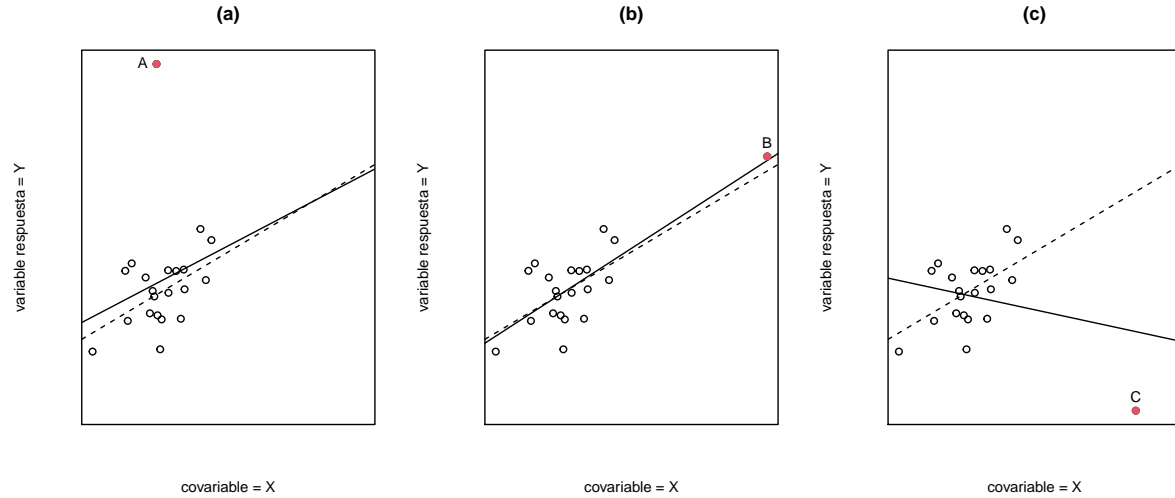 (a)
A
variable respuesta = Y
covariable = X
(b)
B
variable respuesta = Y
covariable = X
(c)
C
variable respuesta = Y
covariable = X